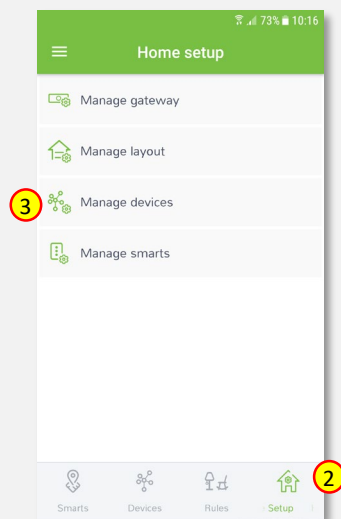 73% 10:16
Home setup
Manage gateway
Manage layout
3 Manage devices
Manage smarts
2
Smarts Devices Rules Setup